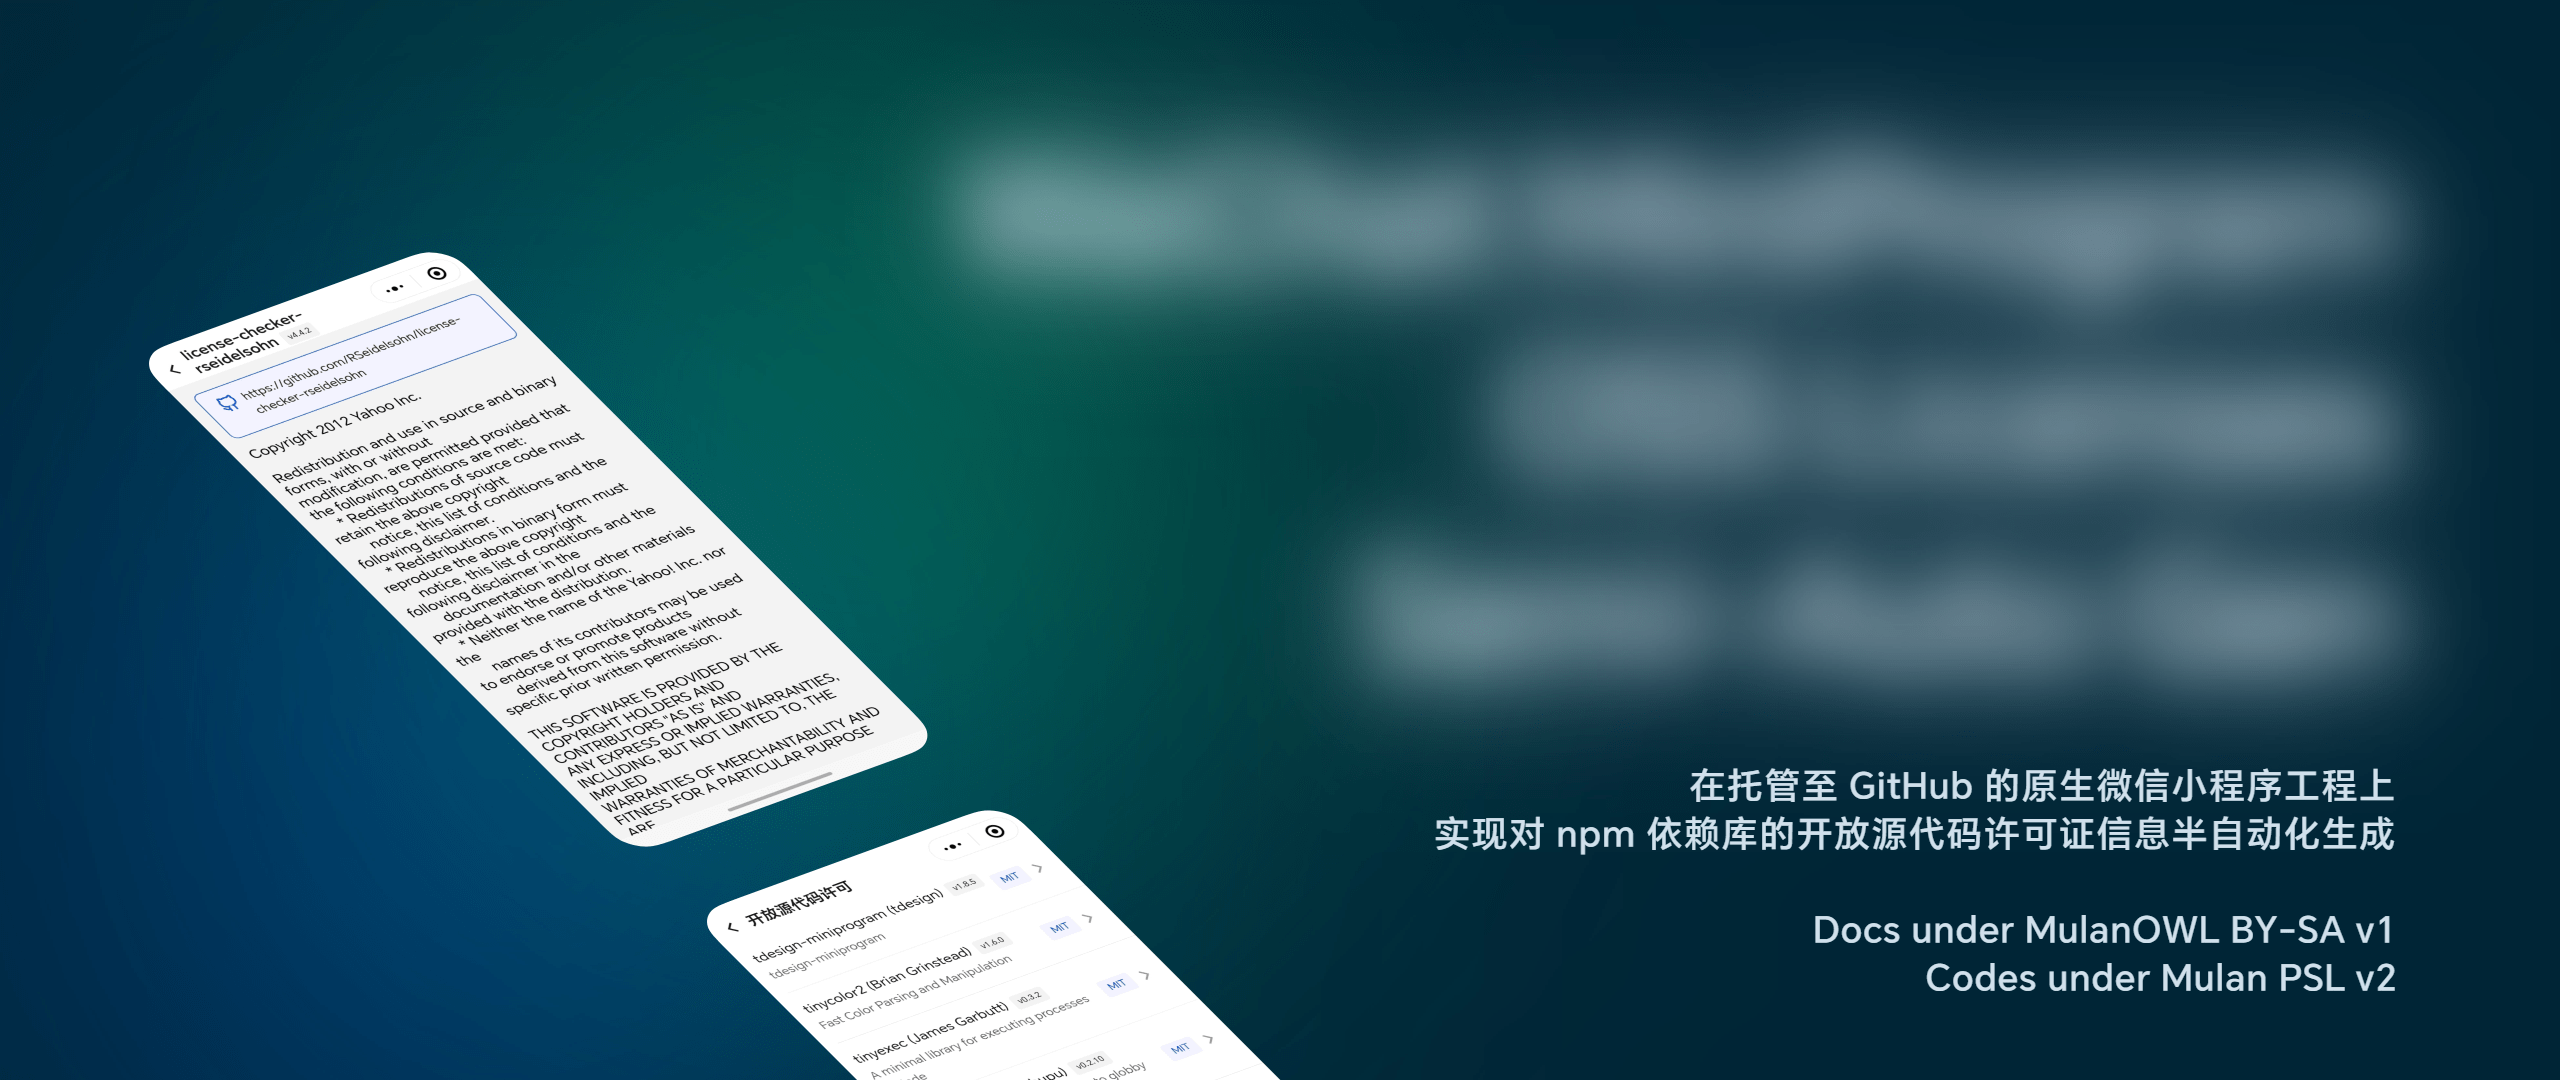 license-checker-
rseidelsohn v4.4.2
https://github.com/RSeidelsohn/license-
checker-rseidelsohn
Copyright 2012 Yahoo Inc.
Redistribution and use in source and binary
forms, with or without
modification, are permitted provided that
the following conditions are met:
* Redistributions of source code must
retain the above copyright
notice, this list of conditions and the
following disclaimer.
* Redistributions in binary form must
reproduce the above copyright
notice, this list of conditions and the
following disclaimer in the
documentation and/or other materials
provided with the distribution.
* Neither the name of the Yahoo! Inc. nor
the
names of its contributors may be used
to endorse or promote products
derived from this software without
specific prior written permission.
THIS SOFTWARE IS PROVIDED BY THE
COPYRIGHT HOLDERS AND
CONTRIBUTORS "AS IS" AND
ANY EXPRESS OR IMPLIED WARRANTIES,
INCLUDING, BUT NOT LIMITED TO, THE
IMPLIED
WARRANTIES OF MERCHANTABILITY AND
FITNESS FOR A PARTICULAR PURPOSE
ARE
开放源代码许可
tdesign-miniprogram (tdesign) v1.8.5 MIT
tdesign-miniprogram
tinycolor2 (Brian Grinstead) v1.6.0 MIT
Fast Color Parsing and Manipulation
tinyexec (James Garbutt) v0.3.2 MIT
A minimal library for executing processes
v0.2.10 MIT
to globby
在托管至 GitHub 的原生微信小程序工程上
实现对 npm 依赖库的开放源代码许可证信息半自动化生成
Docs under MulanOWL BY-SA v1
Codes under Mulan PSL v2